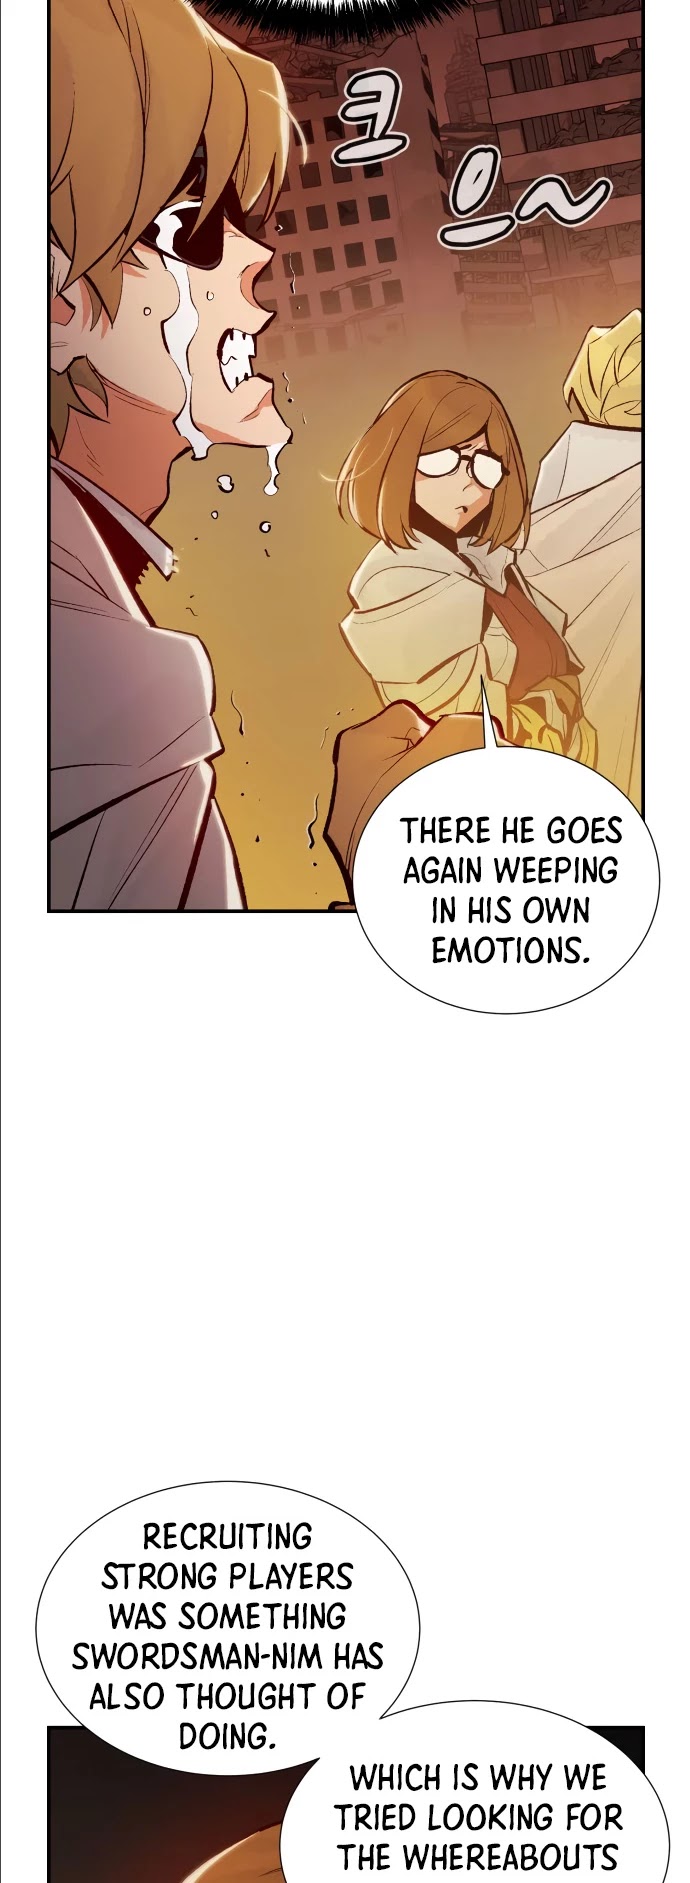 크
으~
THERE HE GOES
AGAIN WEEPING
IN HIS OWN
EMOTIONS.
RECRUITING
STRONG PLAYERS
WAS SOMETHING
SWORDSMAN-NIM HAS
ALSO THOUGHT OF
DOING.
WHICH IS WHY WE
TRIED LOOKING FOR
THE WHEREABOUTS